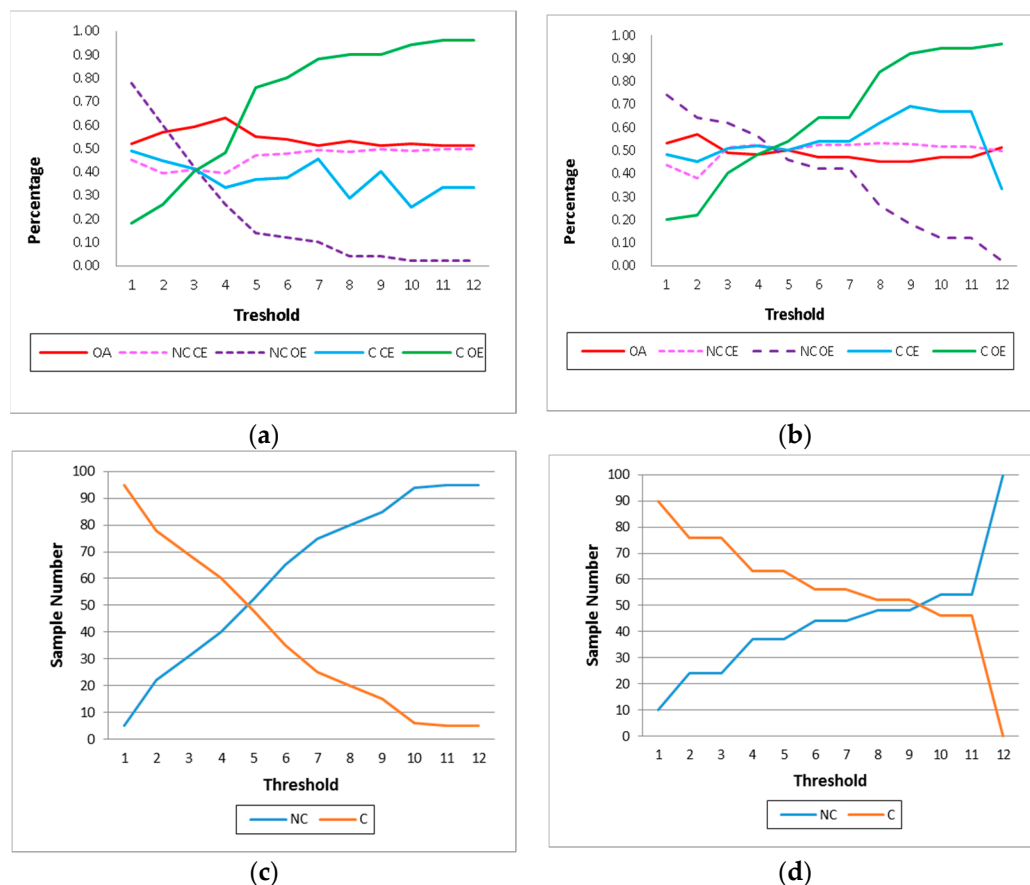 1.00
0.90
0.80
0.70
0.60
0.50
0.40
0.30
0.20
0.10
0.00
Percentage
1 2 3 4 5 6 7 8 9 10 11 12
Treshold
OA NC CE NC OE C CE C OE
(a)
1.00
0.90
0.80
0.70
0.60
0.50
0.40
0.30
0.20
0.10
0.00
Percentage
1 2 3 4 5 6 7 8 9 10 11 12
Treshold
OA NC CE NC OE C CE C OE
(b)
100
90
80
70
60
50
40
30
20
10
0
Sample Number
1 2 3 4 5 6 7 8 9 10 11 12
Threshold
NC C
(c)
100
90
80
70
60
50
40
30
20
10
0
Sample Number
1 2 3 4 5 6 7 8 9 10 11 12
Threshold
NC C
(d)